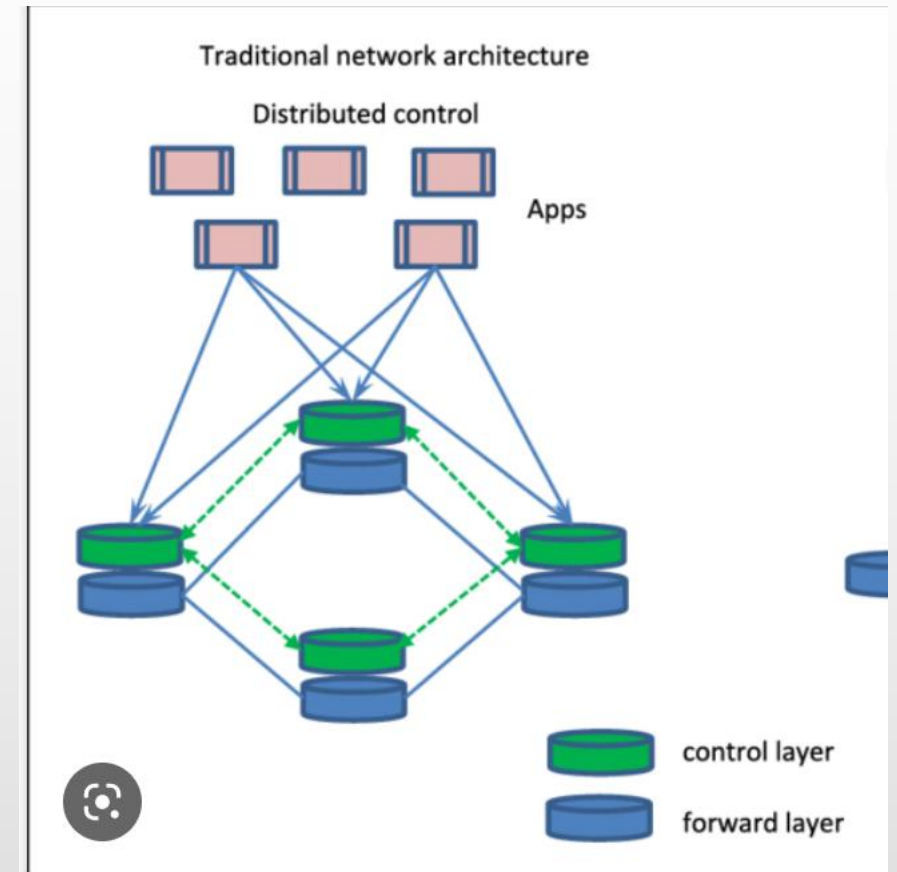 Traditional network architecture
Distributed control
Apps
control layer
forward layer